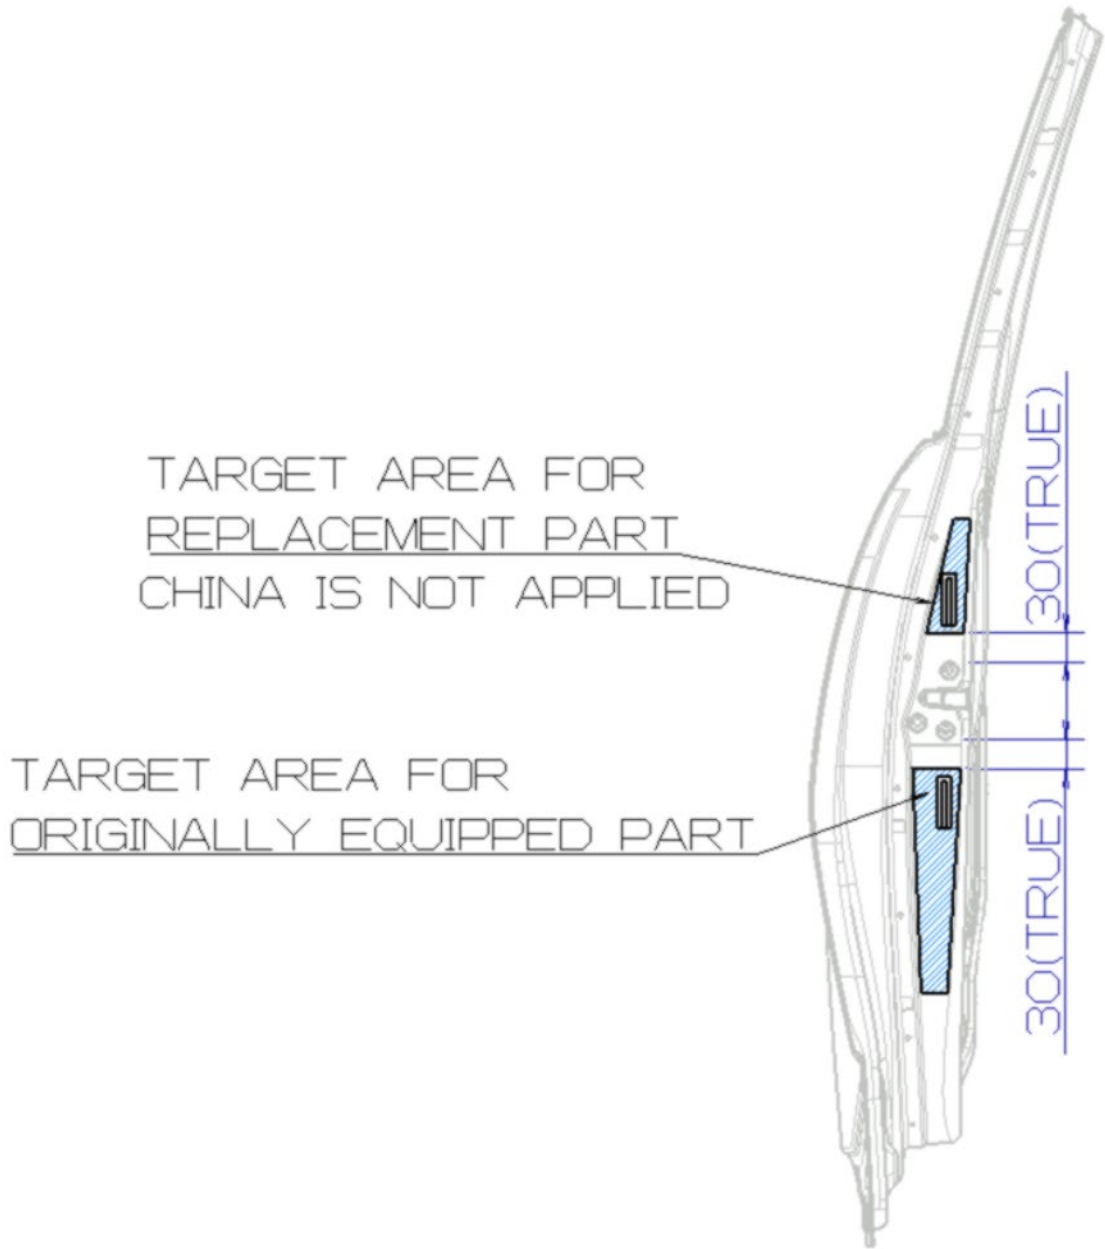 TARGET AREA FOR
REPLACEMENT PART
CHINA IS NOT APPLIED
TARGET AREA FOR
ORIGINALLY EQUIPPED PART
30(TRUE)
30(TRUE)